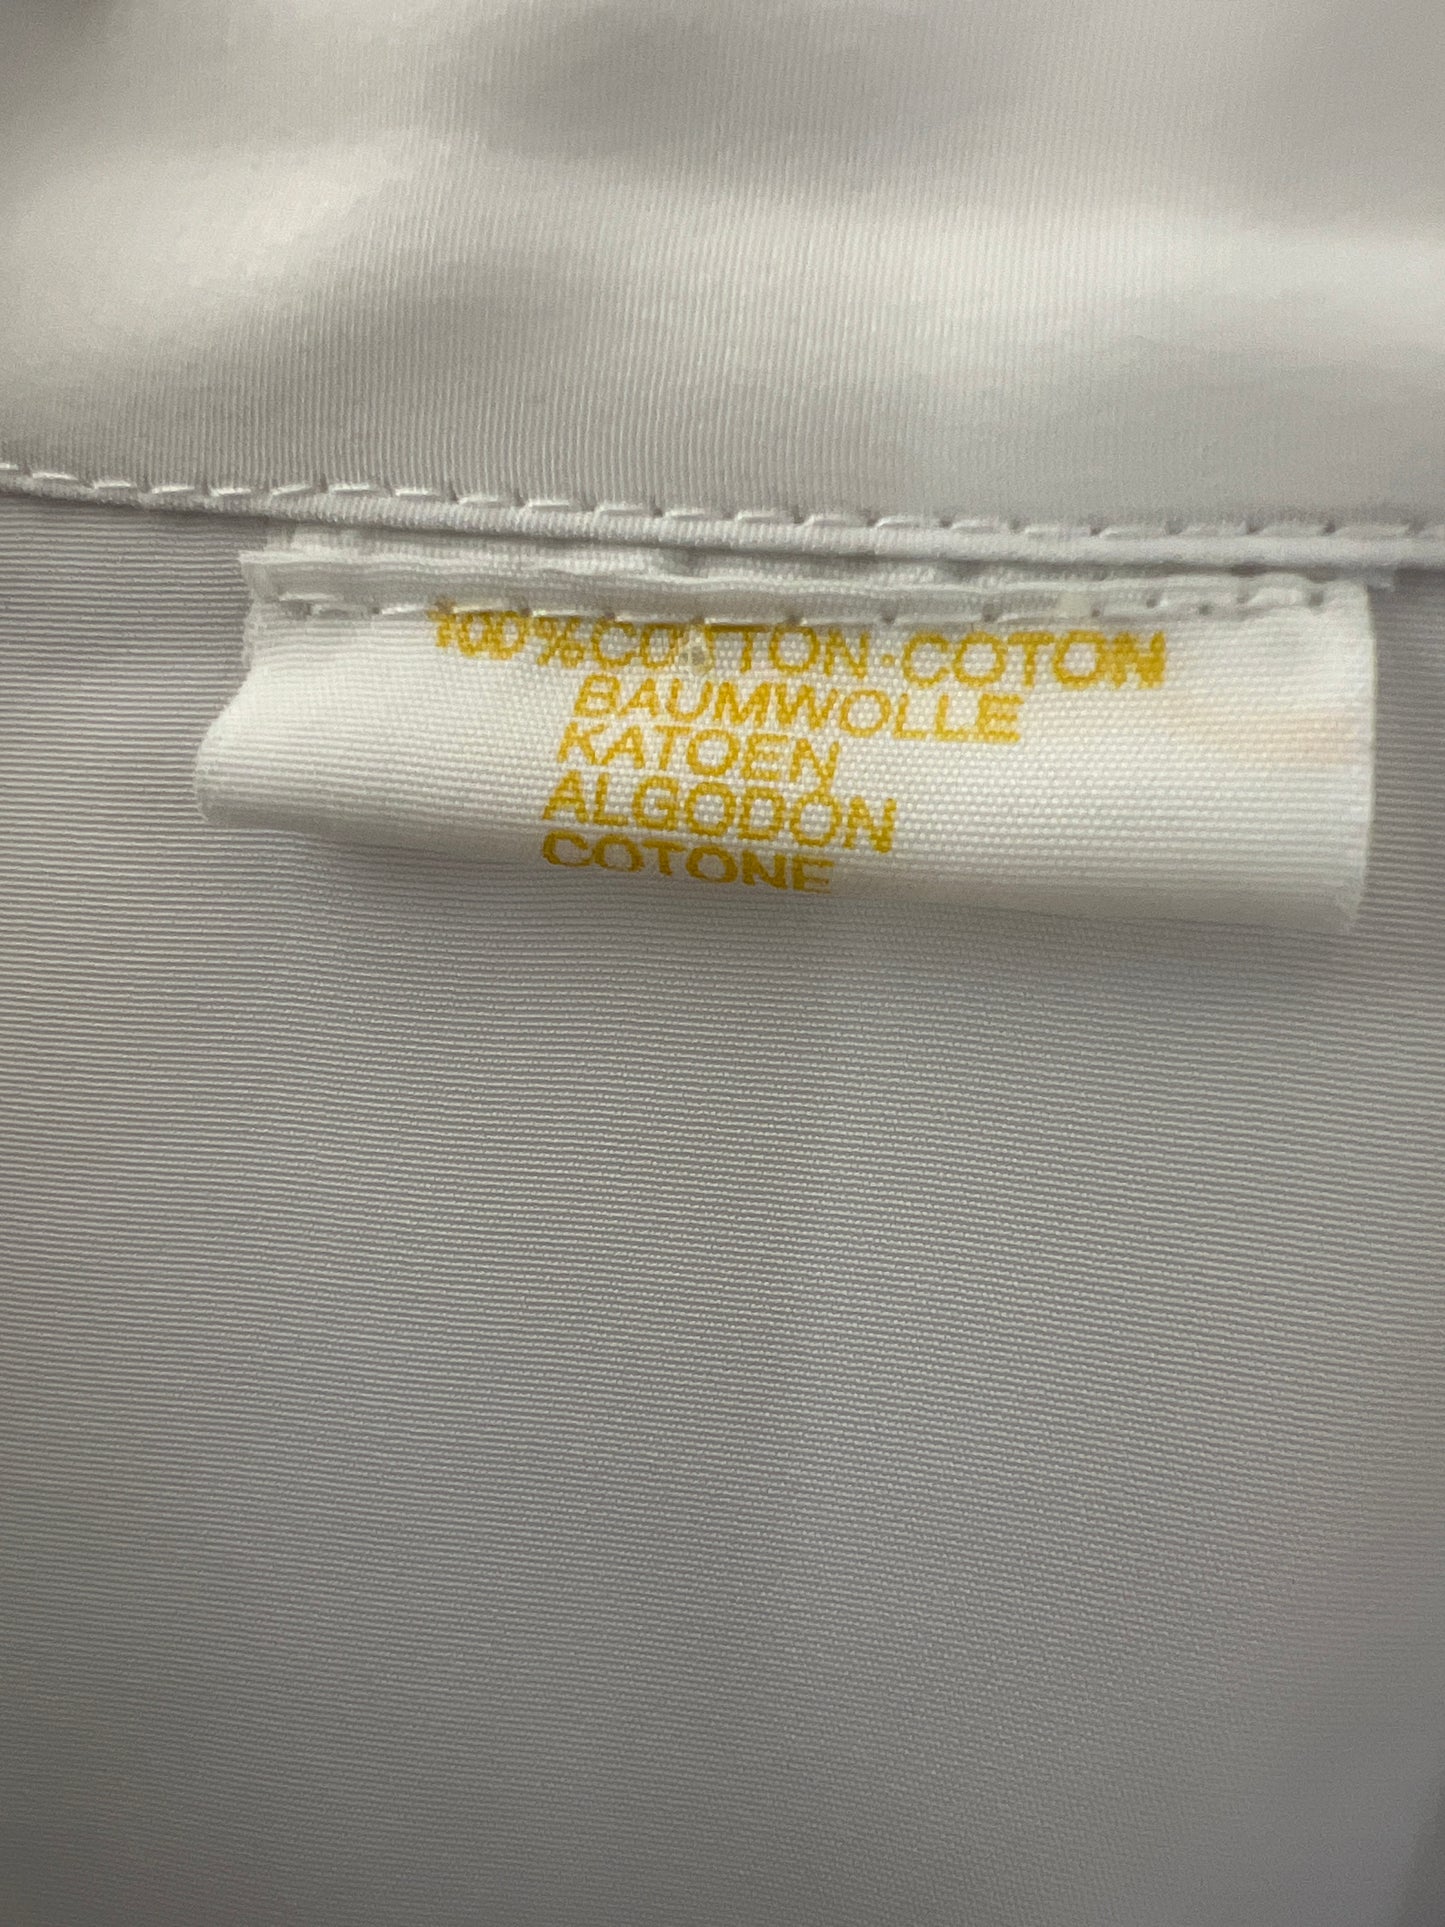 100% COTTON·COTON
BAUMWOLLE
KATOEN
ALGODÓN
COTONE